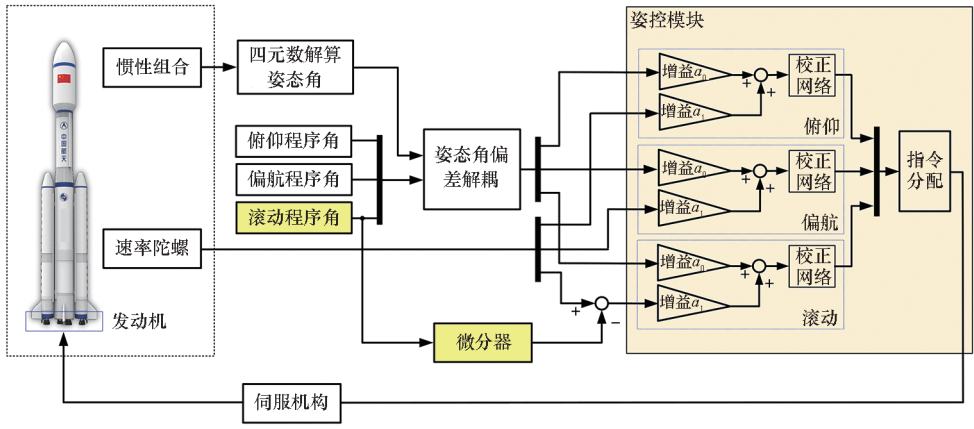 姿控模块
惯性组合
四元数解算
姿态角
增益a₀
+
+
校正
网络
增益a₁
俯仰
中国航天
俯仰程序角
偏航程序角
滚动程序角
姿态角偏
差解耦
增益a₀
+
+
校正
网络
增益a₁
偏航
指令
分配
速率陀螺
增益a₀
+
+
校正
网络
增益a₁
滚动
+
−
发动机
微分器
伺服机构